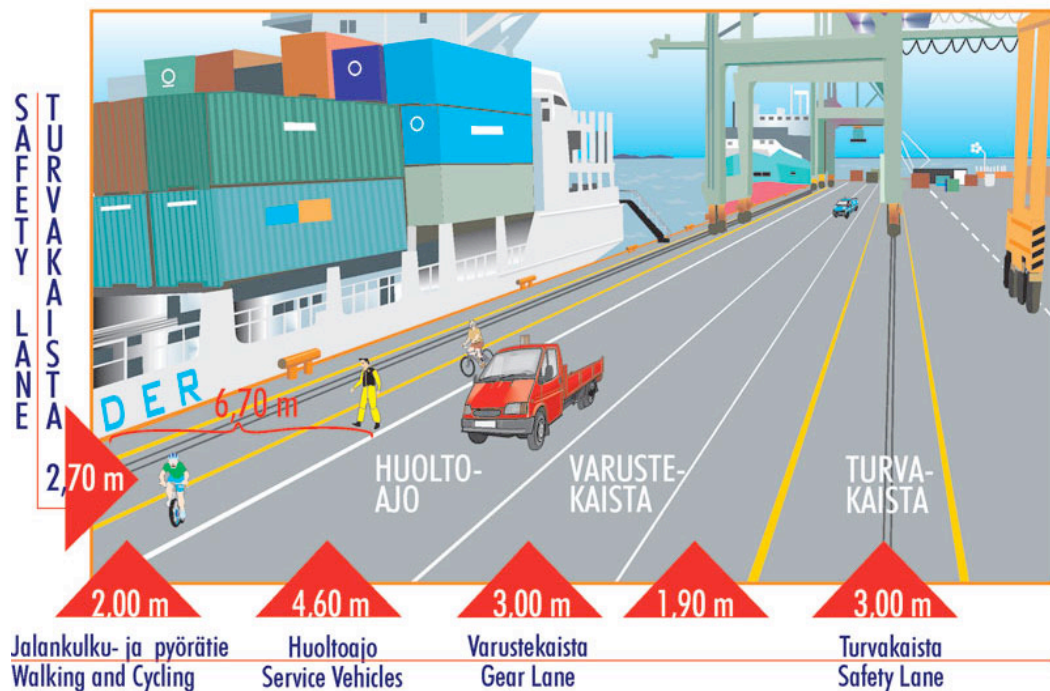 SAFETY LANE
TURVAKAISTA
2,70 m
DER
6,70 m
HUOLTO-
AJO
VARUSTE-
KAISTA
TURVA-
KAISTA
2,00 m
4,60 m
3,00 m
1,90 m
3,00 m
Jalankulku- ja pyörätie
Huoltoajo
Varustekaista
Turvakaista
Walking and Cycling
Service Vehicles
Gear Lane
Safety Lane